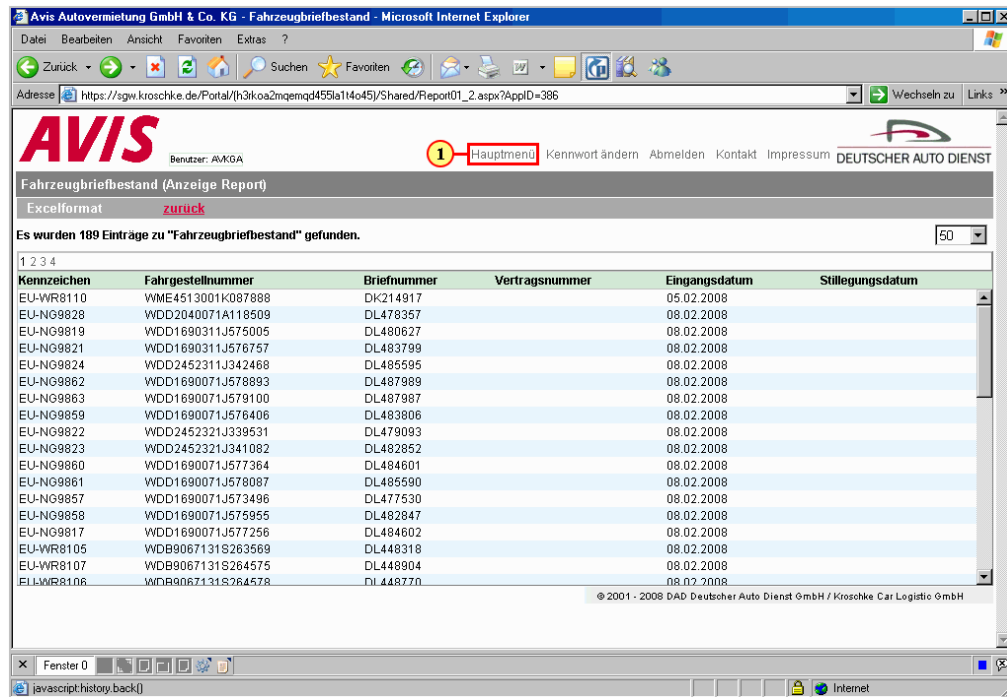 Avis Autovermietung GmbH & Co. KG - Fahrzeugbriefbestand - Microsoft Internet Explorer
Datei Bearbeiten Ansicht Favoriten Extras ?
Zurück Suchen Favoriten
Adresse https://sgw.kroschke.de/Portal/(h3rkoa2mqemqd455la1t4o45)/Shared/Report01_2.aspx?AppID=386 Wechseln zu Links »
AVIS Benutzer: AVKGA 1 Hauptmenü Kennwort ändern Abmelden Kontakt Impressum DEUTSCHER AUTO DIENST
Fahrzeugbriefbestand (Anzeige Report)
Excelformat zurück
Es wurden 189 Einträge zu "Fahrzeugbriefbestand" gefunden. 50
1 2 3 4
Kennzeichen Fahrgestellnummer Briefnummer Vertragsnummer Eingangsdatum Stillegungsdatum
EU-WR8110 WME4513001K087888 DK214917 05.02.2008
EU-NG9828 WDD2040071A118509 DL478357 08.02.2008
EU-NG9819 WDD1690311J575005 DL480627 08.02.2008
EU-NG9821 WDD1690311J576757 DL483799 08.02.2008
EU-NG9824 WDD2452311J342468 DL485595 08.02.2008
EU-NG9862 WDD1690071J578893 DL487989 08.02.2008
EU-NG9863 WDD1690071J579100 DL487987 08.02.2008
EU-NG9859 WDD1690071J576406 DL483806 08.02.2008
EU-NG9822 WDD2452321J339531 DL479093 08.02.2008
EU-NG9823 WDD2452321J341082 DL482852 08.02.2008
EU-NG9860 WDD1690071J577364 DL484601 08.02.2008
EU-NG9861 WDD1690071J578087 DL485590 08.02.2008
EU-NG9857 WDD1690071J573496 DL477530 08.02.2008
EU-NG9858 WDD1690071J575955 DL482847 08.02.2008
EU-NG9817 WDD1690071J577256 DL484602 08.02.2008
EU-WR8105 WDB9067131S263569 DL448318 08.02.2008
EU-WR8107 WDB9067131S264575 DL448904 08.02.2008
EU-WR8106 WDB9067131S264578 DL448770 08.02.2008
© 2001 - 2008 DAD Deutscher Auto Dienst GmbH / Kroschke Car Logistic GmbH
Fenster 0
javascript:history.back() Internet